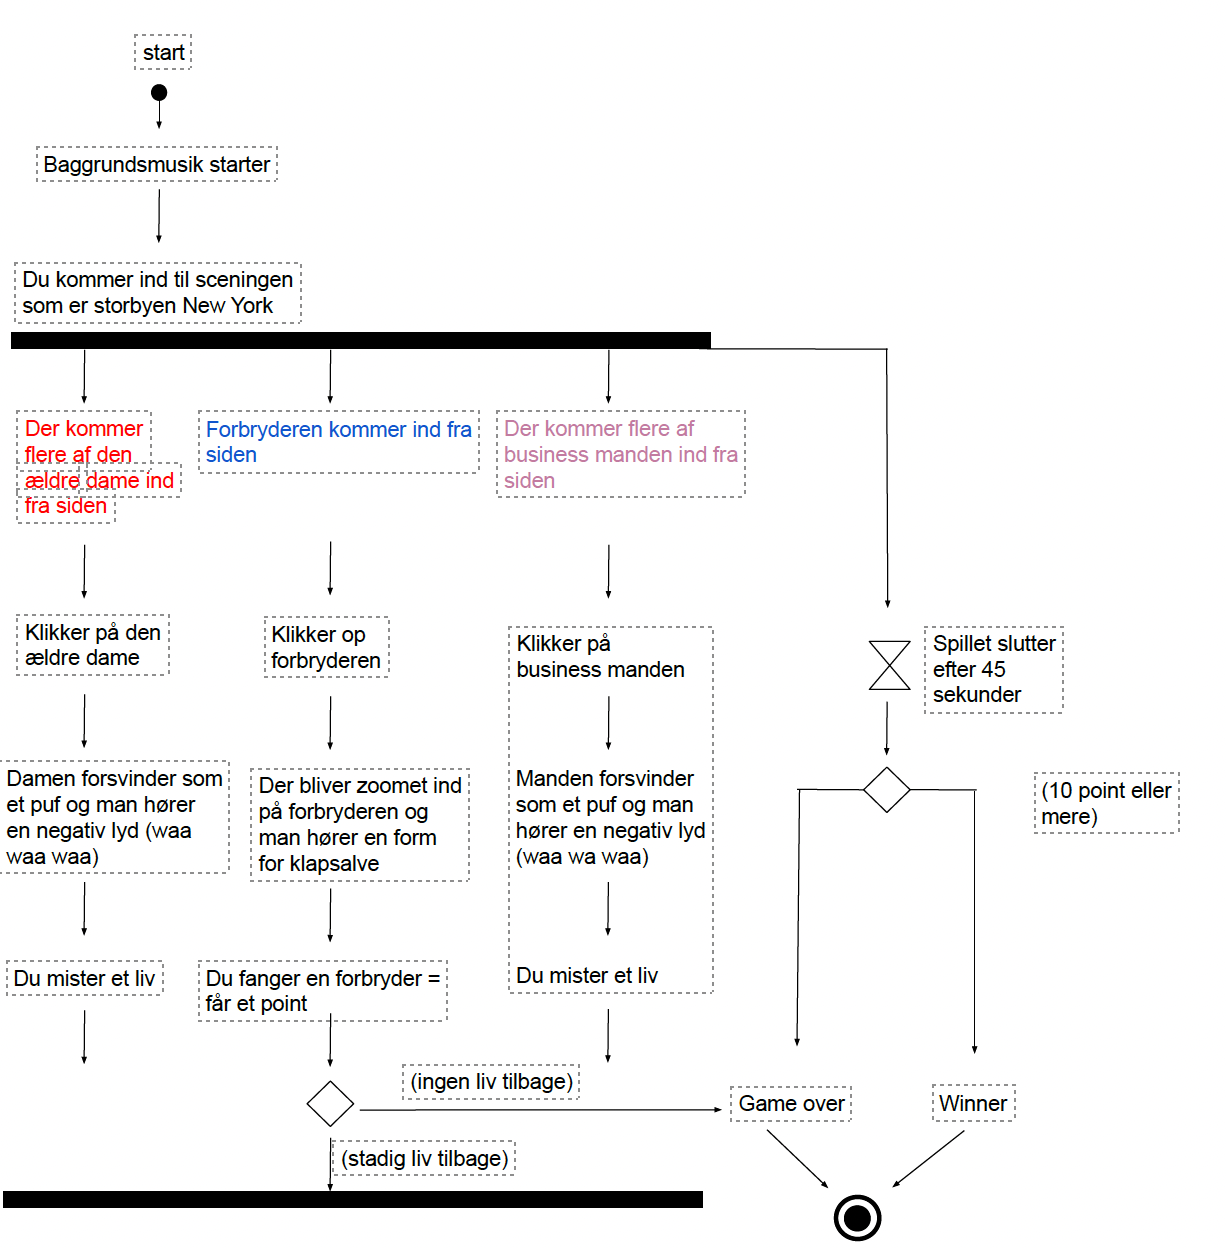 start
Baggrundsmusik starter
Du kommer ind til sceningen
som er storbyen New York
Der kommer
flere af den
ældre dame ind
fra siden
Forbryderen kommer ind fra
siden
Der kommer flere af
business manden ind fra
siden
Klikker på den
ældre dame
Klikker op
forbryderen
Klikker på
business manden
Spillet slutter
efter 45
sekunder
Damen forsvinder som
et puf og man hører
en negativ lyd (waa
waa waa)
Der bliver zoomet ind
på forbryderen og
man hører en form
for klapsalve
Manden forsvinder
som et puf og man
hører en negativ lyd
(waa wa waa)
(10 point eller
mere)
Du mister et liv
Du fanger en forbryder =
får et point
Du mister et liv
(ingen liv tilbage)
Game over
Winner
(stadig liv tilbage)